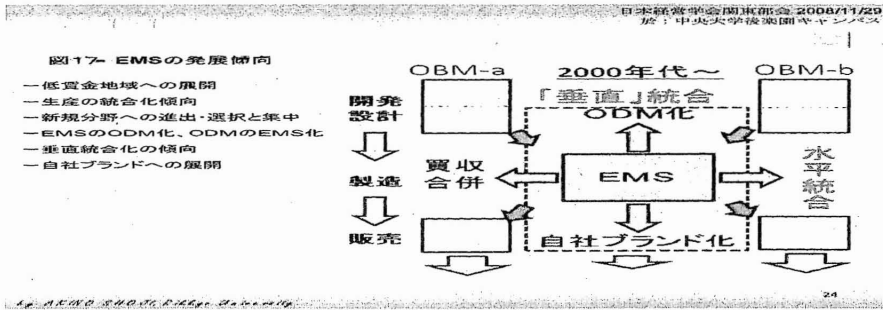 日本経営学会関東部会 2008/11/29
於：中央大学後楽園キャンパス
図17- EMSの発展傾向
ー低賃金地域への展開
ー生産の統合化傾向
ー新規分野への進出・選択と集中
ーEMSのODM化、ODMのEMS化
ー垂直統合化の傾向
ー自社ブランドへの展開
開発
設計
製造
販売
OBM-a
2000年代～
「垂直」統合
ODM化
OBM-b
買収
合併
EMS
水平統合
自社ブランド化
24
by AKINO SHOJI Rikkyo University